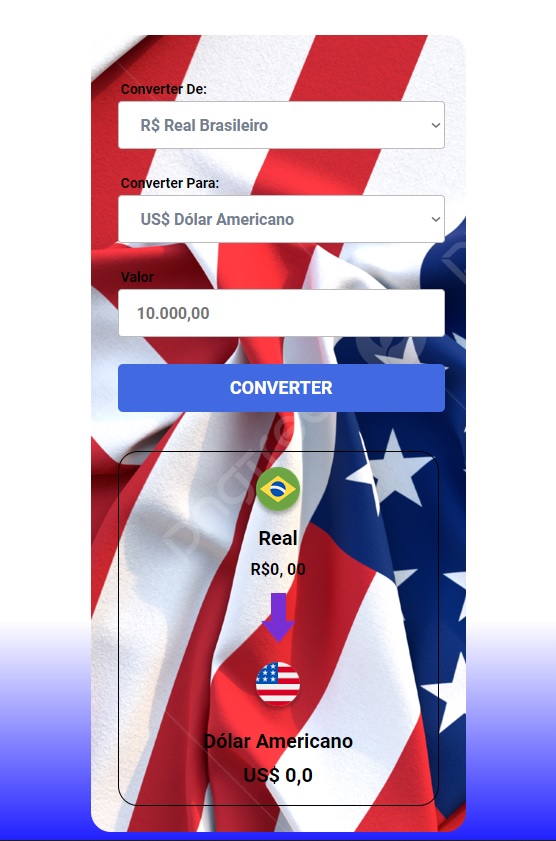 Converter De:
R$ Real Brasileiro
Converter Para:
US$ Dólar Americano
Valor
10.000,00
CONVERTER
Real
R$0, 00
Dólar Americano
US$ 0,0